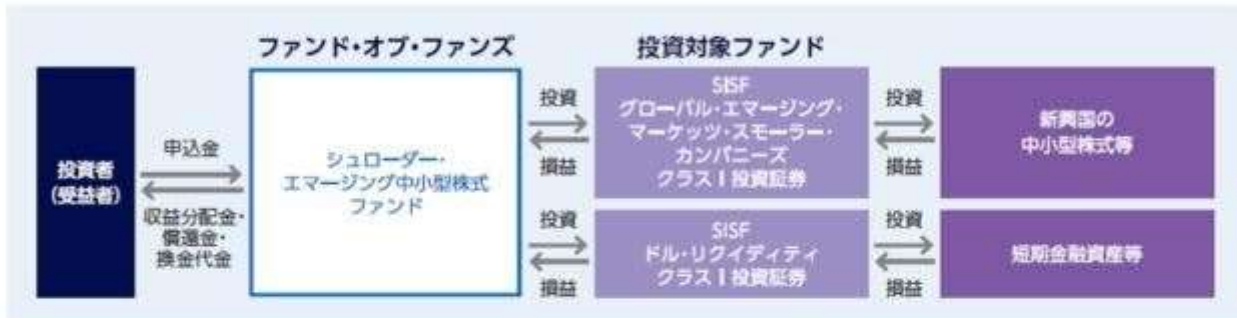 ファンド・オブ・ファンズ
投資対象ファンド
投資者
(受益者)
申込金
収益分配金・
償還金・
換金代金
シュローダー・
エマージング中小型株式
ファンド
投資
損益
SISF
グローバル・エマージング・
マーケッツ・スモーラー・
カンパニーズ
クラスI投資証券
投資
損益
新興国の
中小型株式等
投資
損益
SISF
ドル・リクイディティ
クラスI投資証券
投資
損益
短期金融資産等